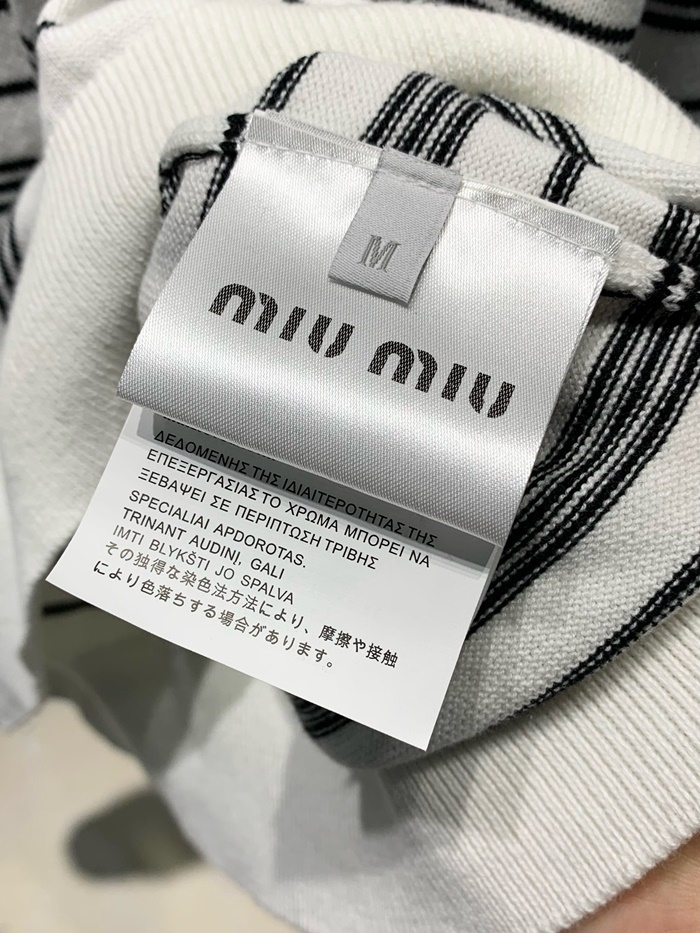 M
MIU MIU
ΔΕΔΟΜΕΝΗΣ ΤΗΣ ΙΔΙΑΙΤΕΡΟΤΗΤΑΣ ΤΗΣ
ΕΠΕΞΕΡΓΑΣΙΑΣ ΤΟ ΧΡΩΜΑ ΜΠΟΡΕΙ ΝΑ
ΞΕΒΑΨΕΙ ΣΕ ΠΕΡΙΠΤΩΣΗ ΤΡΙΒΗΣ
SPECIALIAI APDOROTAS.
TRINANT AUDINĮ, GALI
IMTI BLYKŠTI JO SPALVA
その独得な染色法方法により、摩擦や接触
により色落ちする場合があります。